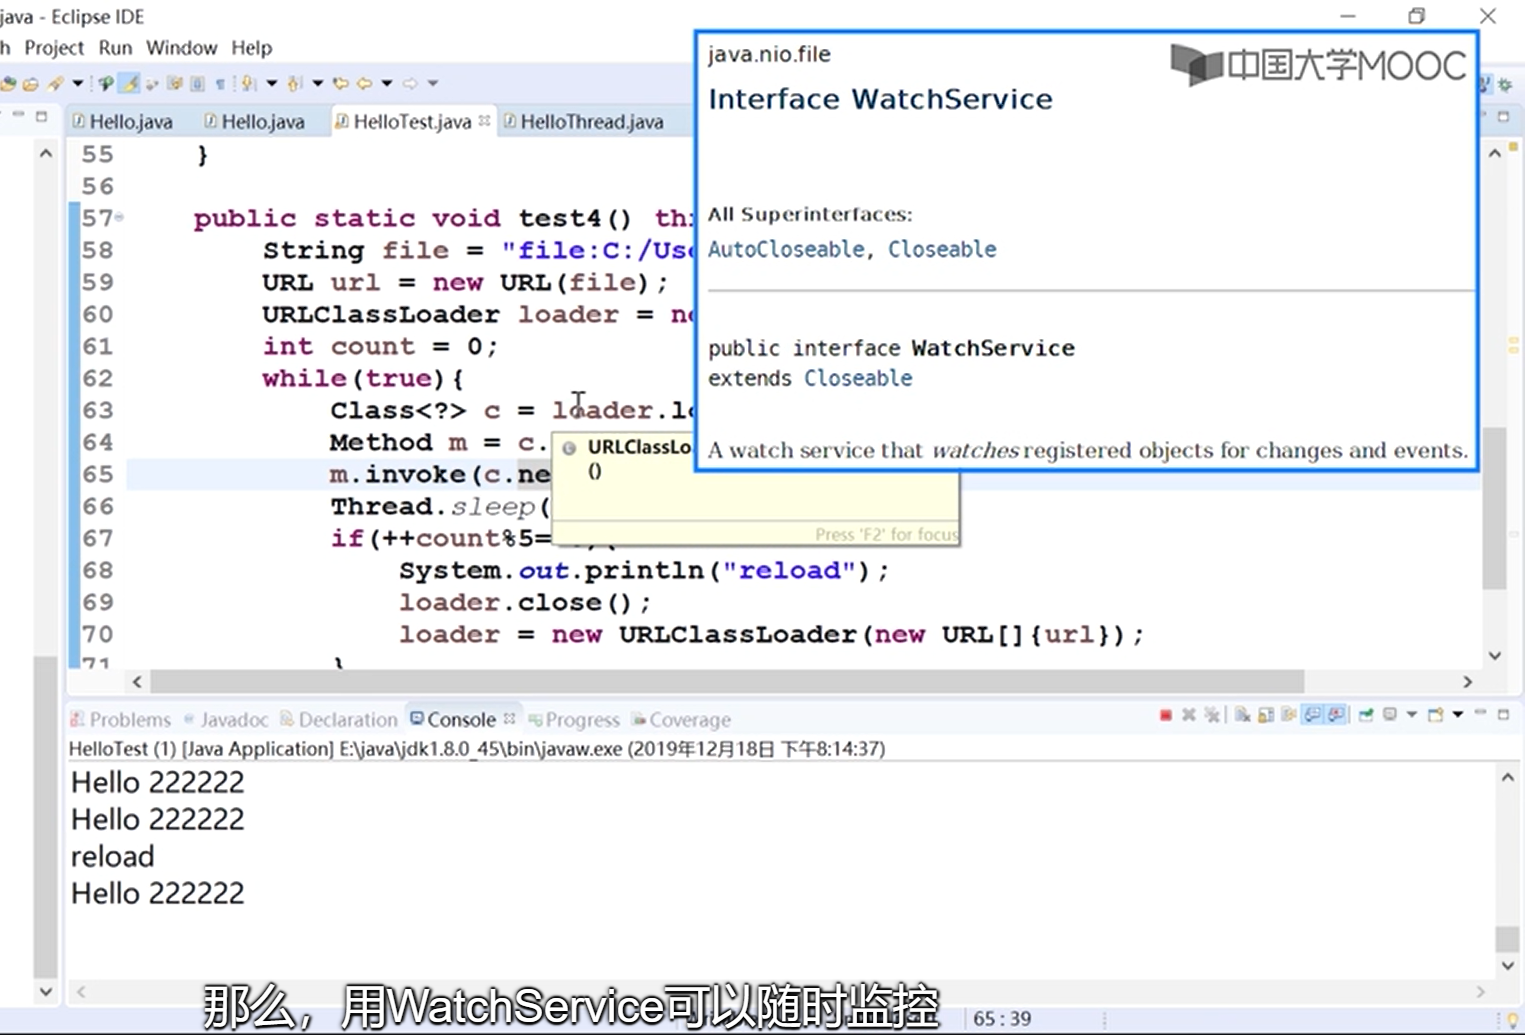 java - Eclipse IDE
h Project Run Window Help
Hello.java Hello.java HelloTest.java HelloThread.java
55 }
56
57 public static void test4() th
58 String file = "file:C:/Use
59 URL url = new URL(file);
60 URLClassLoader loader = ne
61 int count = 0;
62 while(true){
63 Class<?> c = loader.lo
64 Method m = c.
65 m.invoke(c.ne
66 Thread.sleep(
67 if(++count%5=
68 System.out.println("reload");
69 loader.close();
70 loader = new URLClassLoader(new URL[]{url});
71 }
URLClassLo
()
Press 'F2' for focus
java.nio.file
中国大学MOOC
Interface WatchService
All Superinterfaces:
AutoCloseable, Closeable
public interface WatchService
extends Closeable
A watch service that watches registered objects for changes and events.
Problems Javadoc Declaration Console Progress Coverage
HelloTest (1) [Java Application] E:\java\jdk1.8.0_45\bin\javaw.exe (2019年12月18日 下午8:14:37)
Hello 222222
Hello 222222
reload
Hello 222222
那么，用WatchService可以随时监控
65:39